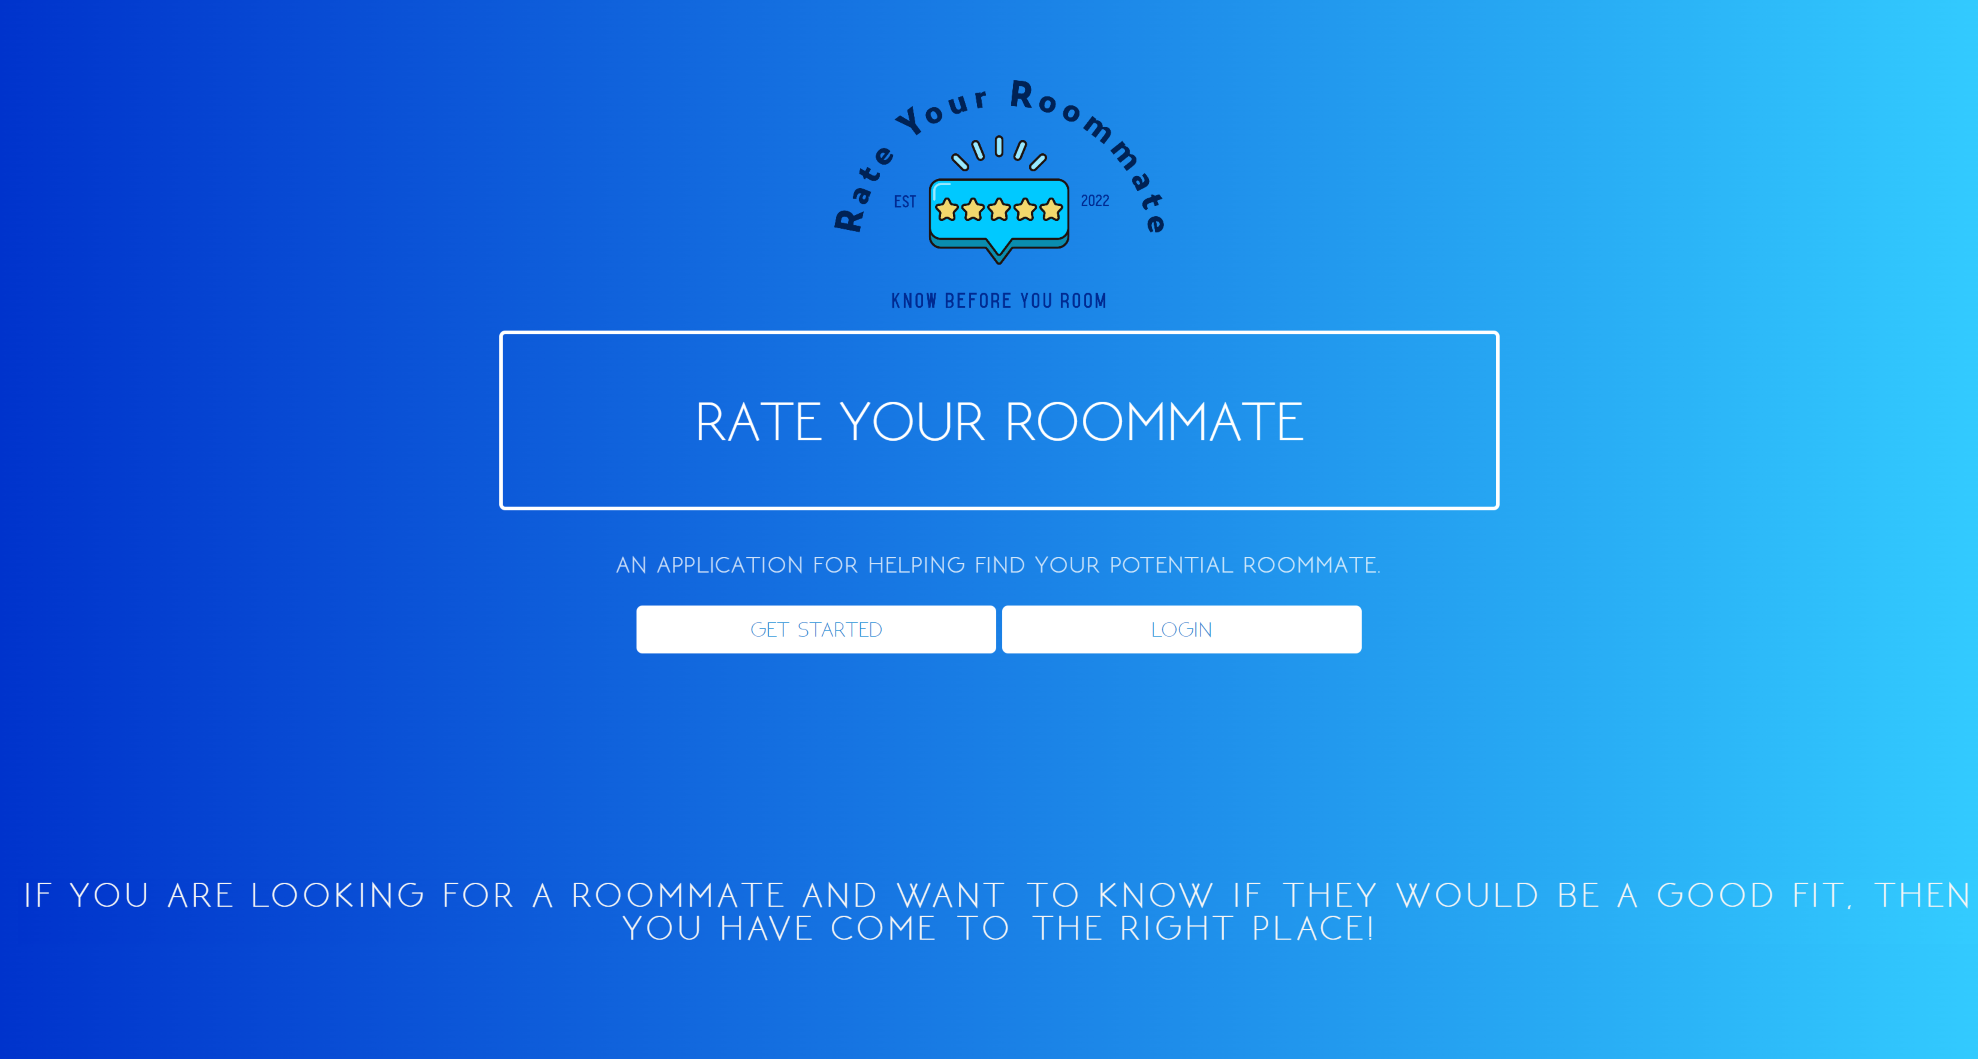 Rate Your Roommate
EST 2022
KNOW BEFORE YOU ROOM
RATE YOUR ROOMMATE
AN APPLICATION FOR HELPING FIND YOUR POTENTIAL ROOMMATE.
GET STARTED LOGIN
IF YOU ARE LOOKING FOR A ROOMMATE AND WANT TO KNOW IF THEY WOULD BE A GOOD FIT, THEN
YOU HAVE COME TO THE RIGHT PLACE!